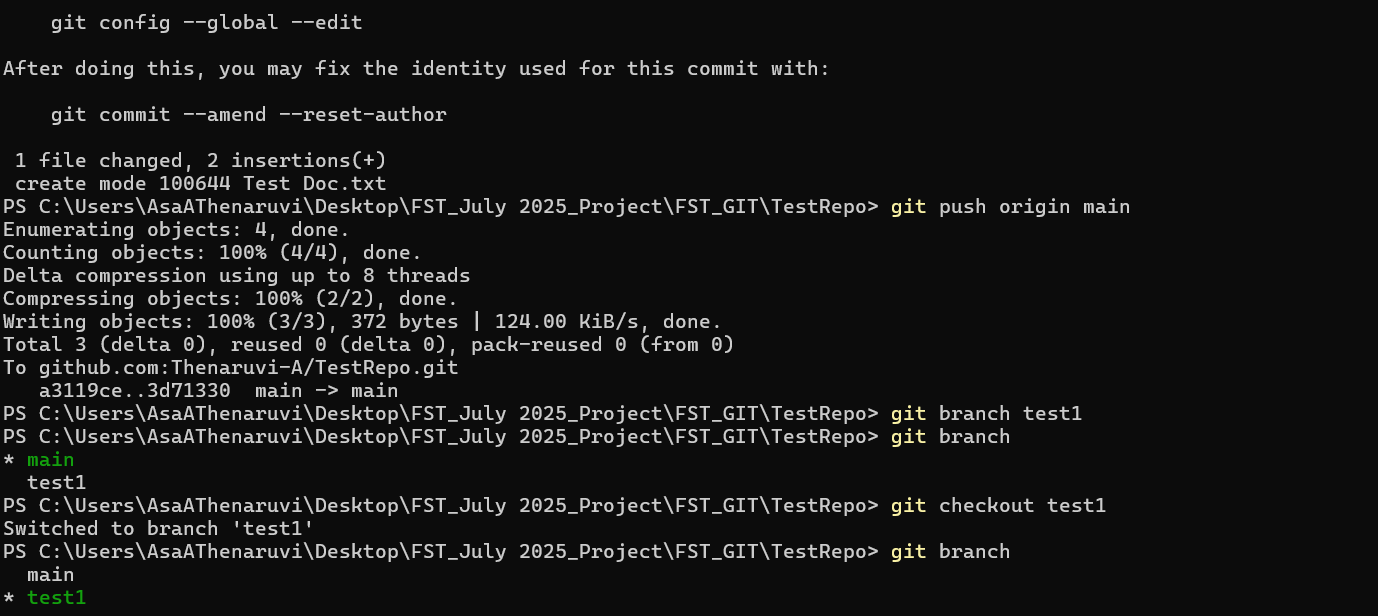 git config --global --edit

After doing this, you may fix the identity used for this commit with:

    git commit --amend --reset-author

 1 file changed, 2 insertions(+)
 create mode 100644 Test Doc.txt
PS C:\Users\AsaAThenaruvi\Desktop\FST_July 2025_Project\FST_GIT\TestRepo> git push origin main
Enumerating objects: 4, done.
Counting objects: 100% (4/4), done.
Delta compression using up to 8 threads
Compressing objects: 100% (2/2), done.
Writing objects: 100% (3/3), 372 bytes | 124.00 KiB/s, done.
Total 3 (delta 0), reused 0 (delta 0), pack-reused 0 (from 0)
To github.com:Thenaruvi-A/TestRepo.git
   a3119ce..3d71330  main -> main
PS C:\Users\AsaAThenaruvi\Desktop\FST_July 2025_Project\FST_GIT\TestRepo> git branch test1
PS C:\Users\AsaAThenaruvi\Desktop\FST_July 2025_Project\FST_GIT\TestRepo> git branch
* main
  test1
PS C:\Users\AsaAThenaruvi\Desktop\FST_July 2025_Project\FST_GIT\TestRepo> git checkout test1
Switched to branch 'test1'
PS C:\Users\AsaAThenaruvi\Desktop\FST_July 2025_Project\FST_GIT\TestRepo> git branch
  main
* test1